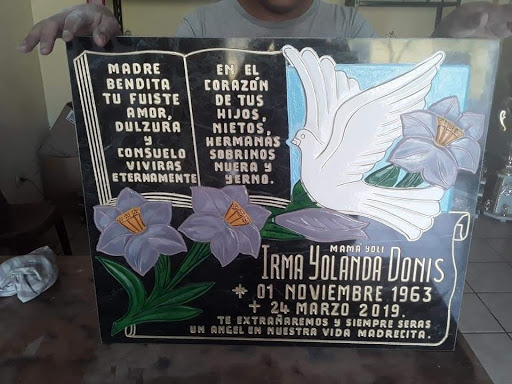 MADRE
BENDITA
TU FUISTE
AMOR,
DULZURA
y
CONSUELO
VIVIRAS
ETERNAMENTE
EN EL
CORAZÓN
DE TUS
HIJOS,
NIETOS,
HERMANAS
SOBRINOS
NUERA Y
YERNO.
MAMA YOLI
IRMA YOLANDA DONIS
01 NOVIEMBRE 1963
24 MARZO 2019.
TE EXTRAÑAREMOS Y SIEMPRE SERAS
UN ANGEL EN NUESTRA VIDA MADRECITA.